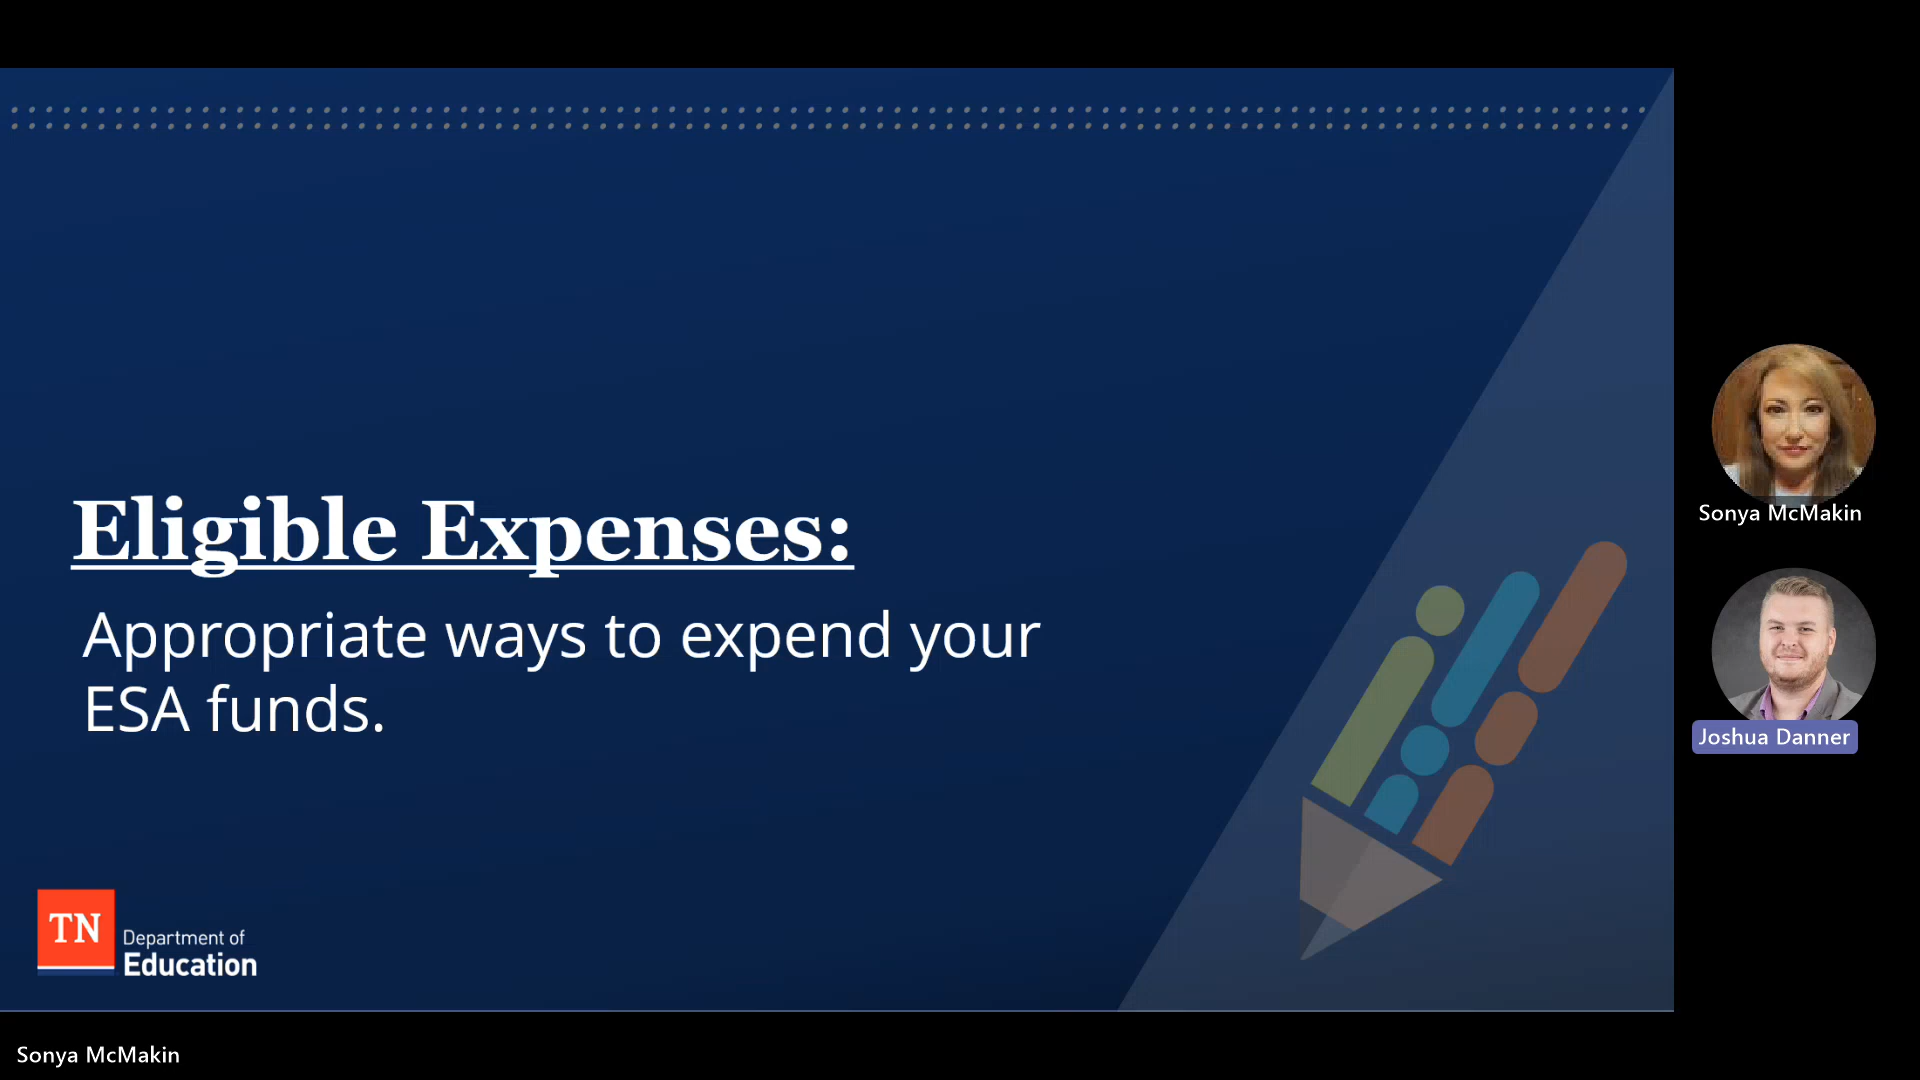 Eligible Expenses:
Appropriate ways to expend your
ESA funds.
TN
Department of
Education
Sonya McMakin
Joshua Danner
Sonya McMakin